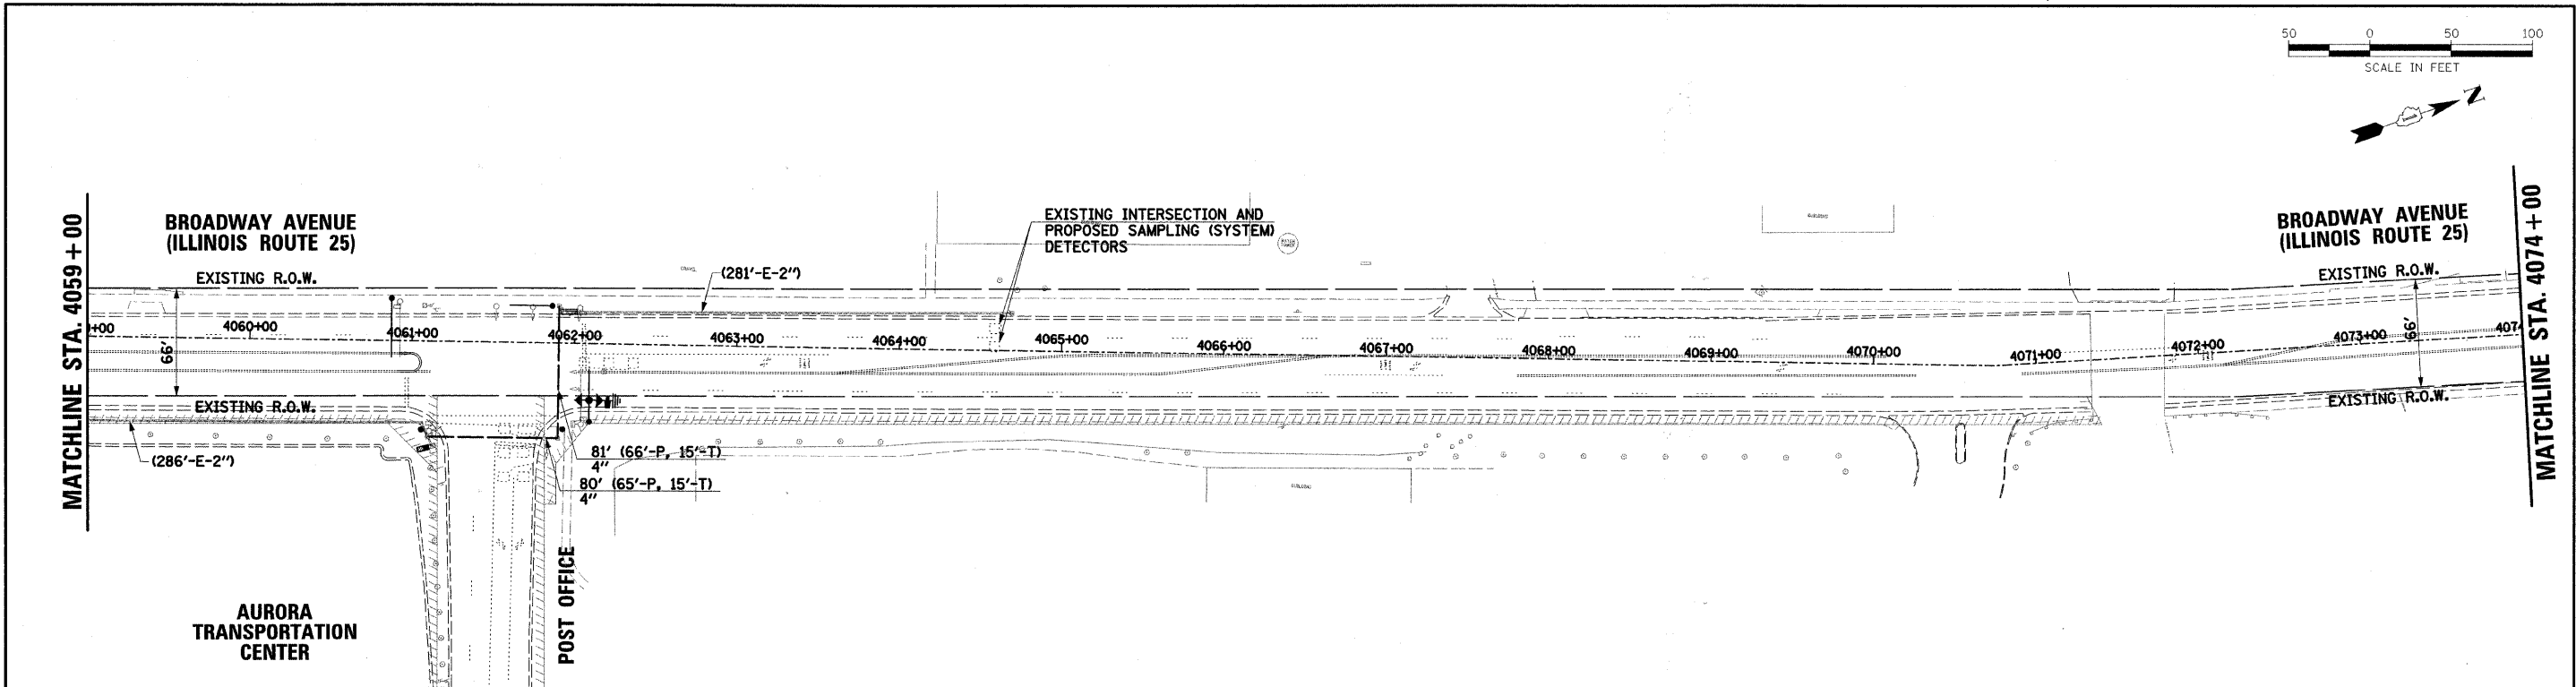 50 0 50 100
SCALE IN FEET
N
MATCHLINE STA. 4059+00
BROADWAY AVENUE
(ILLINOIS ROUTE 25)
EXISTING R.O.W.
EXISTING INTERSECTION AND
PROPOSED SAMPLING (SYSTEM)
DETECTORS
(281'-E-2")
BROADWAY AVENUE
(ILLINOIS ROUTE 25)
EXISTING R.O.W.
MATCHLINE STA. 4074+00
+00 4060+00 4061+00 4062+00 4063+00 4064+00 4065+00 4066+00 4067+00 4068+00 4069+00 4070+00 4071+00 4072+00 4073+00 4074
66'
66'
EXISTING R.O.W.
EXISTING R.O.W.
(286'-E-2")
81' (66'-P, 15'-T)
4"
80' (65'-P, 15'-T)
4"
BUILDING
BUILDING
POST OFFICE
AURORA
TRANSPORTATION
CENTER